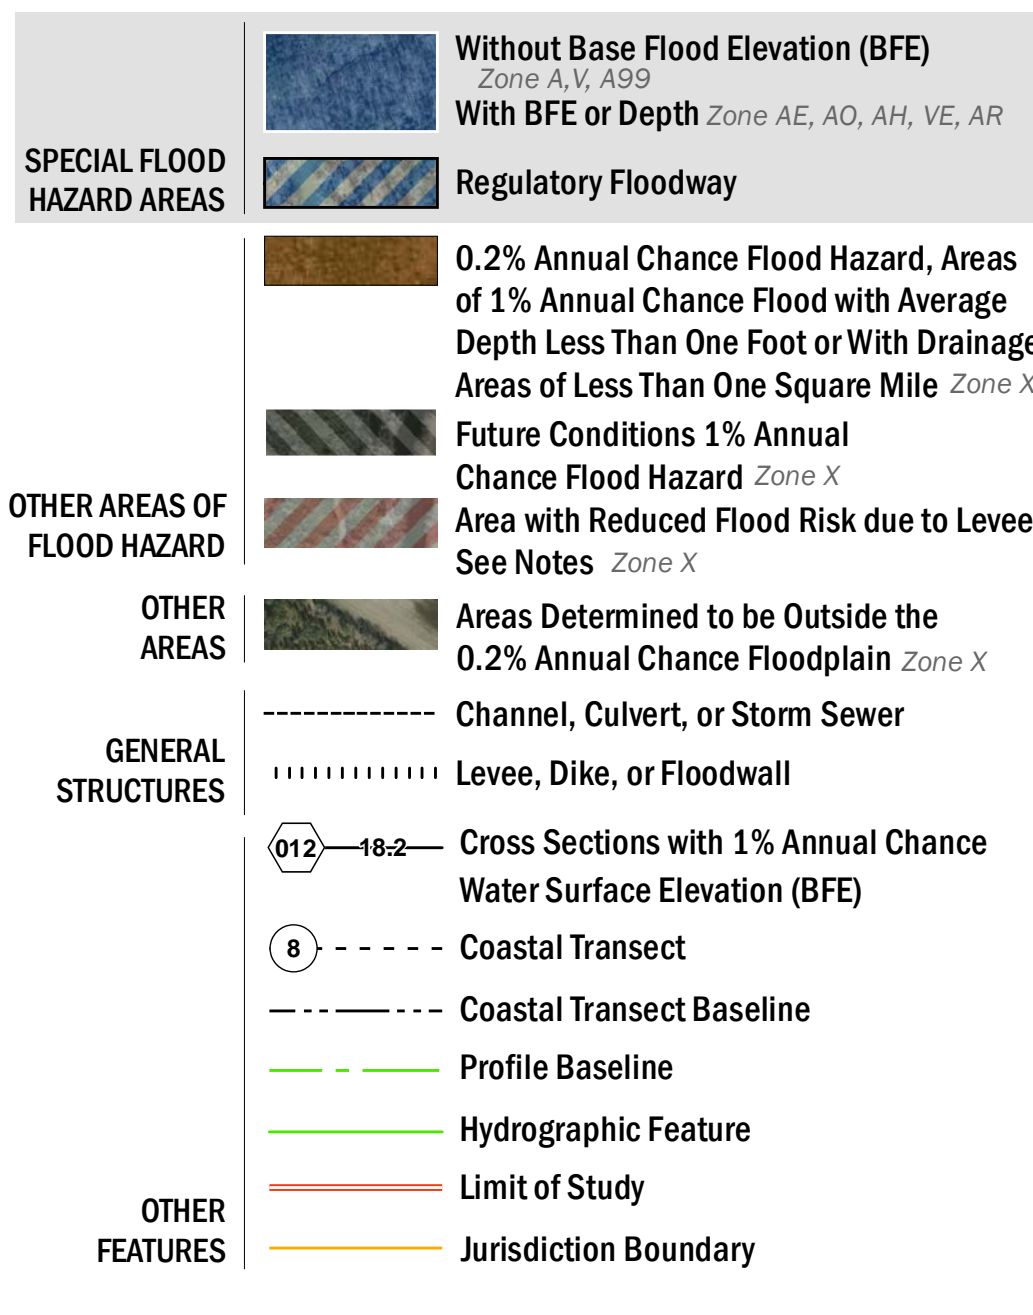 Without Base Flood Elevation (BFE)
Zone A,V, A99
With BFE or Depth Zone AE, AO, AH, VE, AR
SPECIAL FLOOD
HAZARD AREAS
Regulatory Floodway
0.2% Annual Chance Flood Hazard, Areas
of 1% Annual Chance Flood with Average
Depth Less Than One Foot or With Drainage
Areas of Less Than One Square Mile Zone X
Future Conditions 1% Annual
Chance Flood Hazard Zone X
OTHER AREAS OF
FLOOD HAZARD
Area with Reduced Flood Risk due to Levee
See Notes Zone X
OTHER
AREAS
Areas Determined to be Outside the
0.2% Annual Chance Floodplain Zone X
GENERAL
STRUCTURES
Channel, Culvert, or Storm Sewer
Levee, Dike, or Floodwall
012 18.2 Cross Sections with 1% Annual Chance
Water Surface Elevation (BFE)
8 Coastal Transect
Coastal Transect Baseline
Profile Baseline
Hydrographic Feature
Limit of Study
OTHER
FEATURES
Jurisdiction Boundary